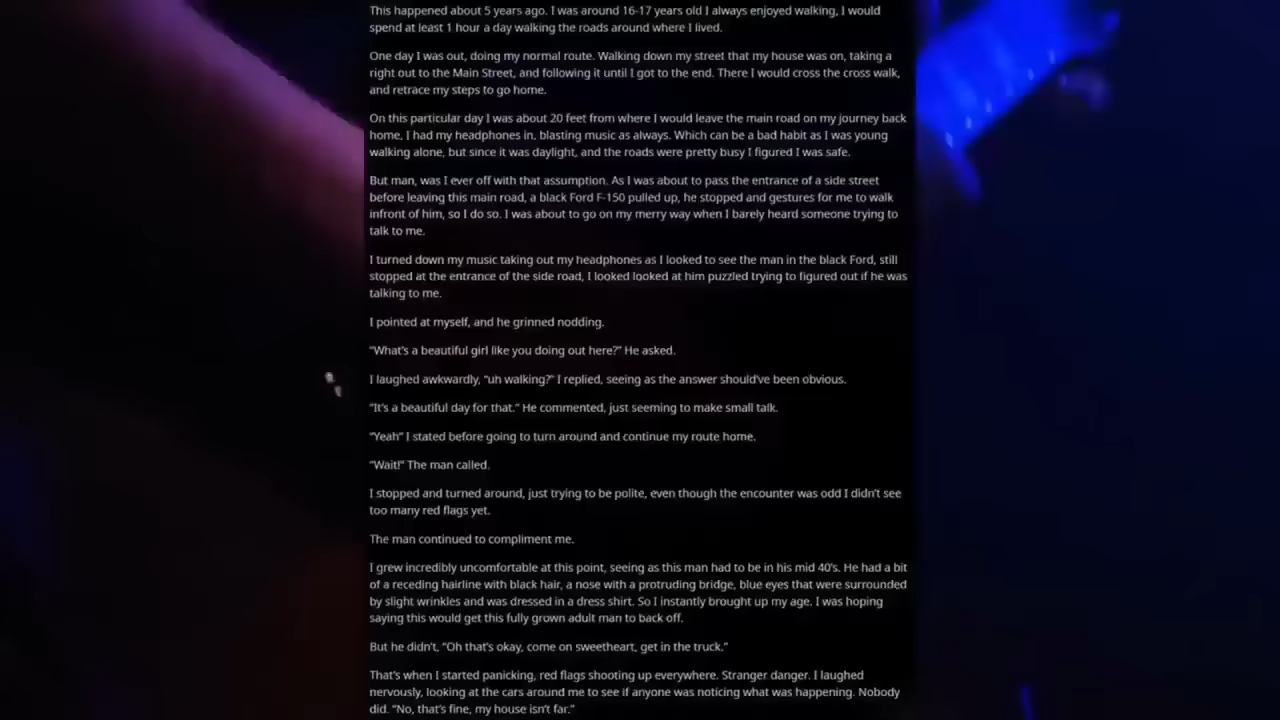 This happened about 5 years ago. I was around 16-17 years old I always enjoyed walking, I would
spend at least 1 hour a day walking the roads around where I lived.
One day I was out, doing my normal route. Walking down my street that my house was on, taking a
right out to the Main Street, and following it until I got to the end. There I would cross the cross walk,
and retrace my steps to go home.
On this particular day I was about 20 feet from where I would leave the main road on my journey back
home, I had my headphones in, blasting music as always. Which can be a bad habit as I was young
walking alone, but since it was daylight, and the roads were pretty busy I figured I was safe.
But man, was I ever off with that assumption. As I was about to pass the entrance of a side street
before leaving this main road, a black Ford F-150 pulled up, he stopped and gestures for me to walk
infront of him, so I do so. I was about to go on my merry way when I barely heard someone trying to
talk to me.
I turned down my music taking out my headphones as I looked to see the man in the black Ford, still
stopped at the entrance of the side road, I looked looked at him puzzled trying to figured out if he was
talking to me.
I pointed at myself, and he grinned nodding.
“What’s a beautiful girl like you doing out here?” He asked.
I laughed awkwardly, “uh walking?” I replied, seeing as the answer should’ve been obvious.
“It’s a beautiful day for that.” He commented, just seeming to make small talk.
“Yeah” I stated before going to turn around and continue my route home.
“Wait!” The man called.
I stopped and turned around, just trying to be polite, even though the encounter was odd I didn’t see
too many red flags yet.
The man continued to compliment me.
I grew incredibly uncomfortable at this point, seeing as this man had to be in his mid 40’s. He had a bit
of a receding hairline with black hair, a nose with a protruding bridge, blue eyes that were surrounded
by slight wrinkles and was dressed in a dress shirt. So I instantly brought up my age. I was hoping
saying this would get this fully grown adult man to back off.
But he didn’t, “Oh that’s okay, come on sweetheart, get in the truck.”
That’s when I started panicking, red flags shooting up everywhere. Stranger danger. I laughed
nervously, looking at the cars around me to see if anyone was noticing what was happening. Nobody
did. “No, that’s fine, my house isn’t far.”